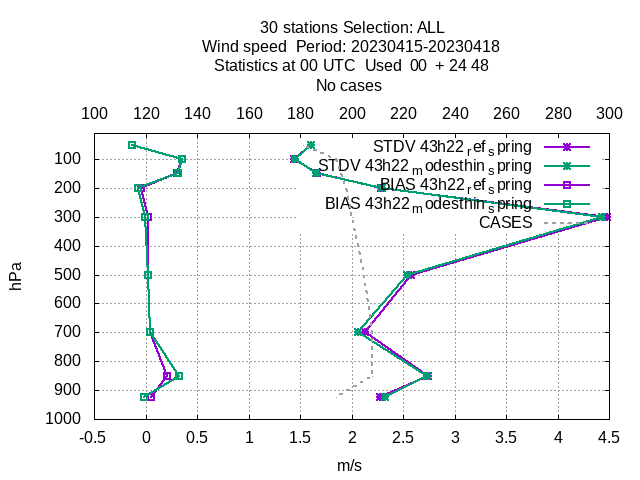 30 stations Selection: ALL
Wind speed  Period: 20230415-20230418
Statistics at 00 UTC  Used  00  + 24 48
No cases
100 120 140 160 180 200 220 240 260 280 300
STDV 43h22_ref_spring
STDV 43h22_modesthin_spring
BIAS 43h22_ref_spring
BIAS 43h22_modesthin_spring
CASES
hPa
100
200
300
400
500
600
700
800
900
1000
-0.5 0 0.5 1 1.5 2 2.5 3 3.5 4 4.5
m/s